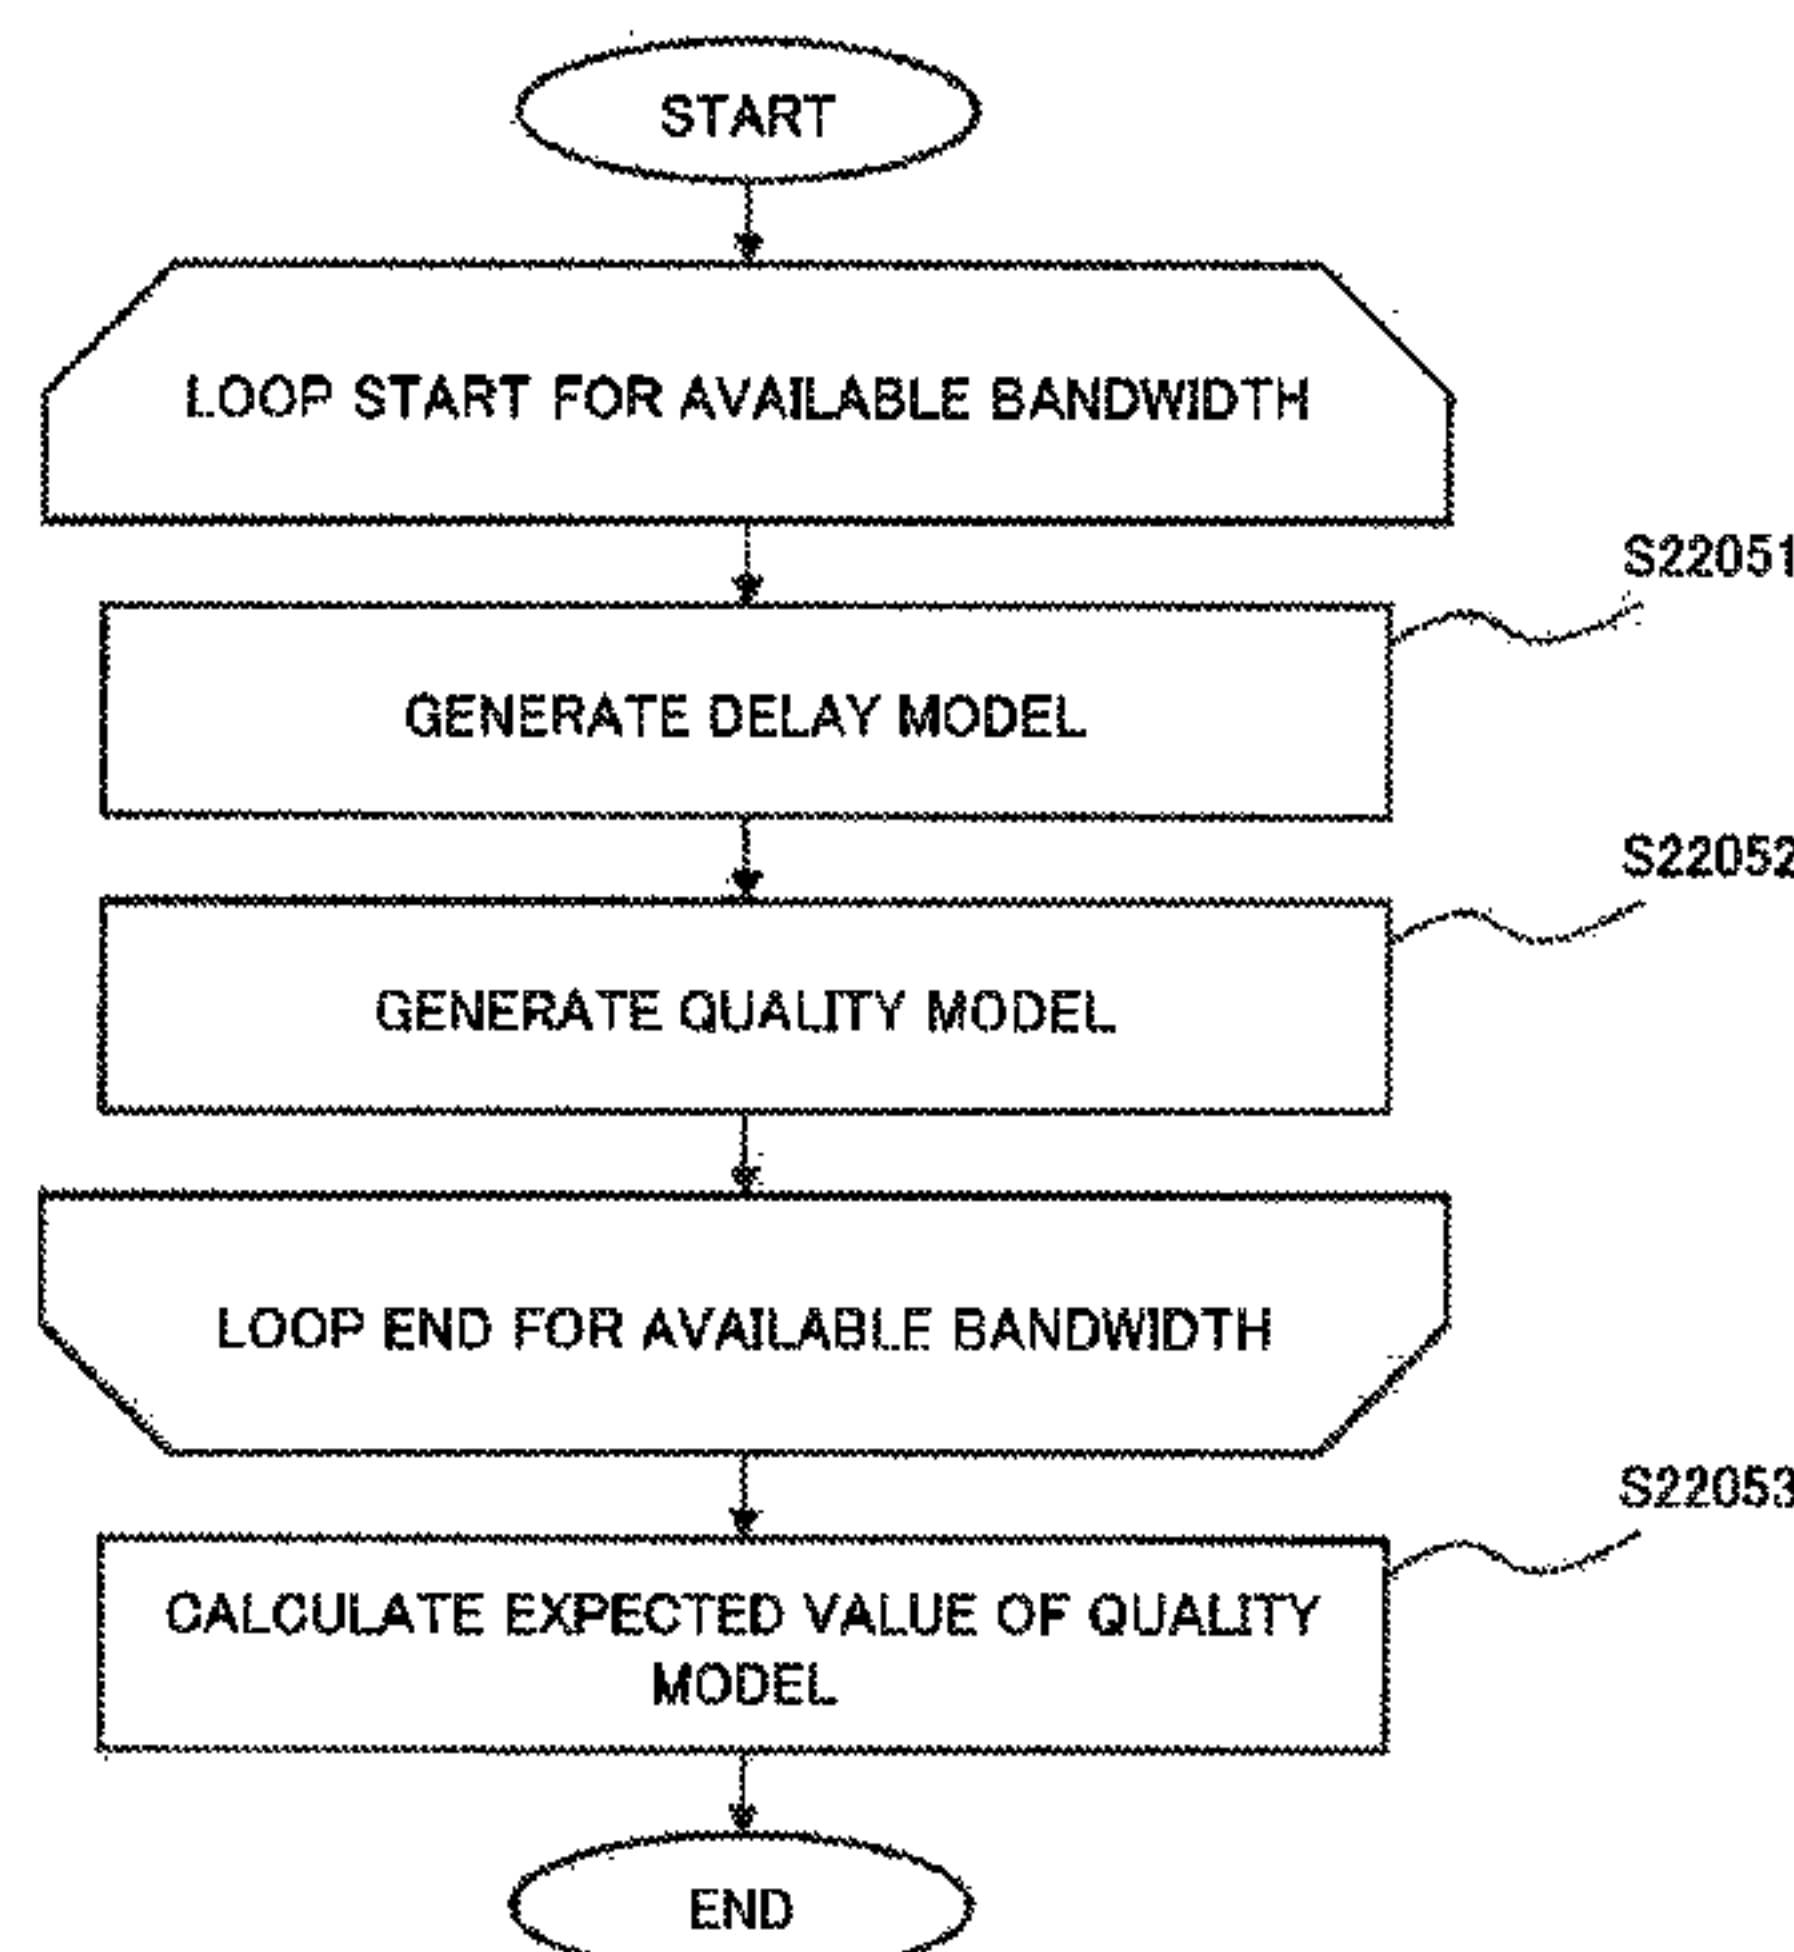 START
LOOP START FOR AVAILABLE BANDWIDTH
S22051
GENERATE DELAY MODEL
S22052
GENERATE QUALITY MODEL
LOOP END FOR AVAILABLE BANDWIDTH
S22053
CALCULATE EXPECTED VALUE OF QUALITY
MODEL
END